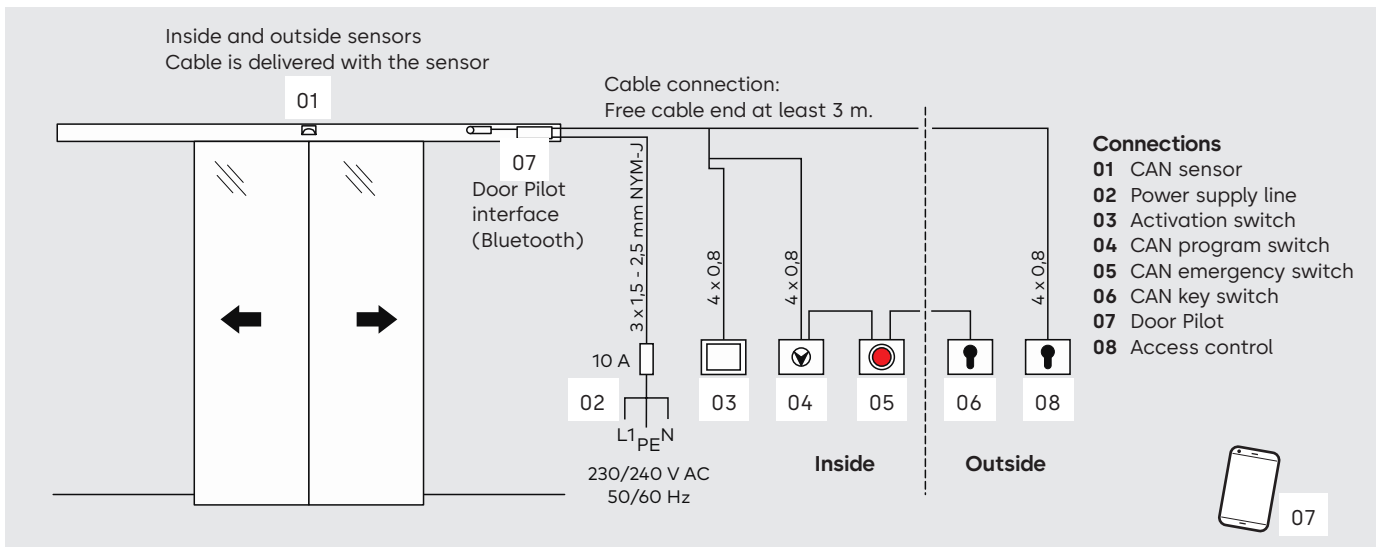 Inside and outside sensors
Cable is delivered with the sensor
01
Cable connection:
Free cable end at least 3 m.
07
Door Pilot
interface
(Bluetooth)
3 x 1,5 - 2,5 mm NYM-J
4 x 0,8
4 x 0,8
4 x 0,8
10 A
02
03
04
05
06
08
L1 PE N
230/240 V AC
50/60 Hz
Inside
Outside
Connections
01 CAN sensor
02 Power supply line
03 Activation switch
04 CAN program switch
05 CAN emergency switch
06 CAN key switch
07 Door Pilot
08 Access control
07